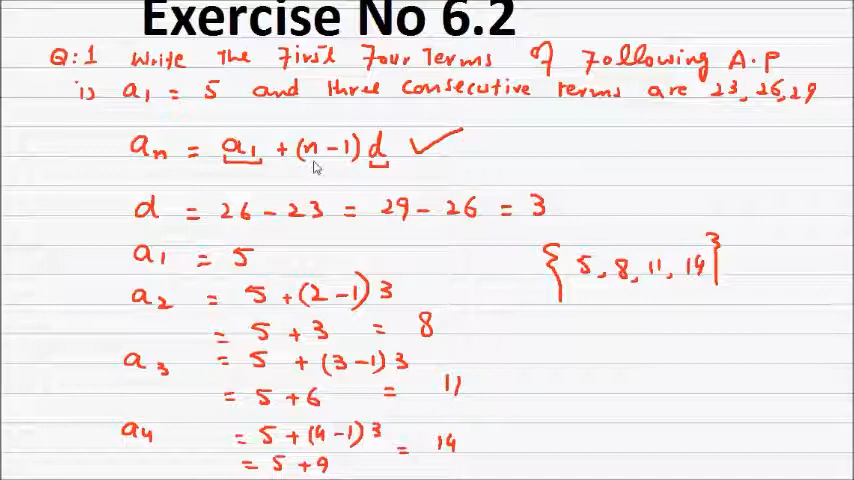 Exercise No 6.2
Q:1 Write The First Four Terms of Following A.P
is a1 = 5 and three consecutive terms are 23, 26, 29
an = a1 + (n - 1) d ✓
d = 26 - 23 = 29 - 26 = 3
a1 = 5
{ 5, 8, 11, 14 }
a2 = 5 + (2 - 1) 3
= 5 + 3 = 8
a3 = 5 + (3 - 1) 3
= 5 + 6 = 11
a4 = 5 + (4 - 1) 3 = 14
= 5 + 9